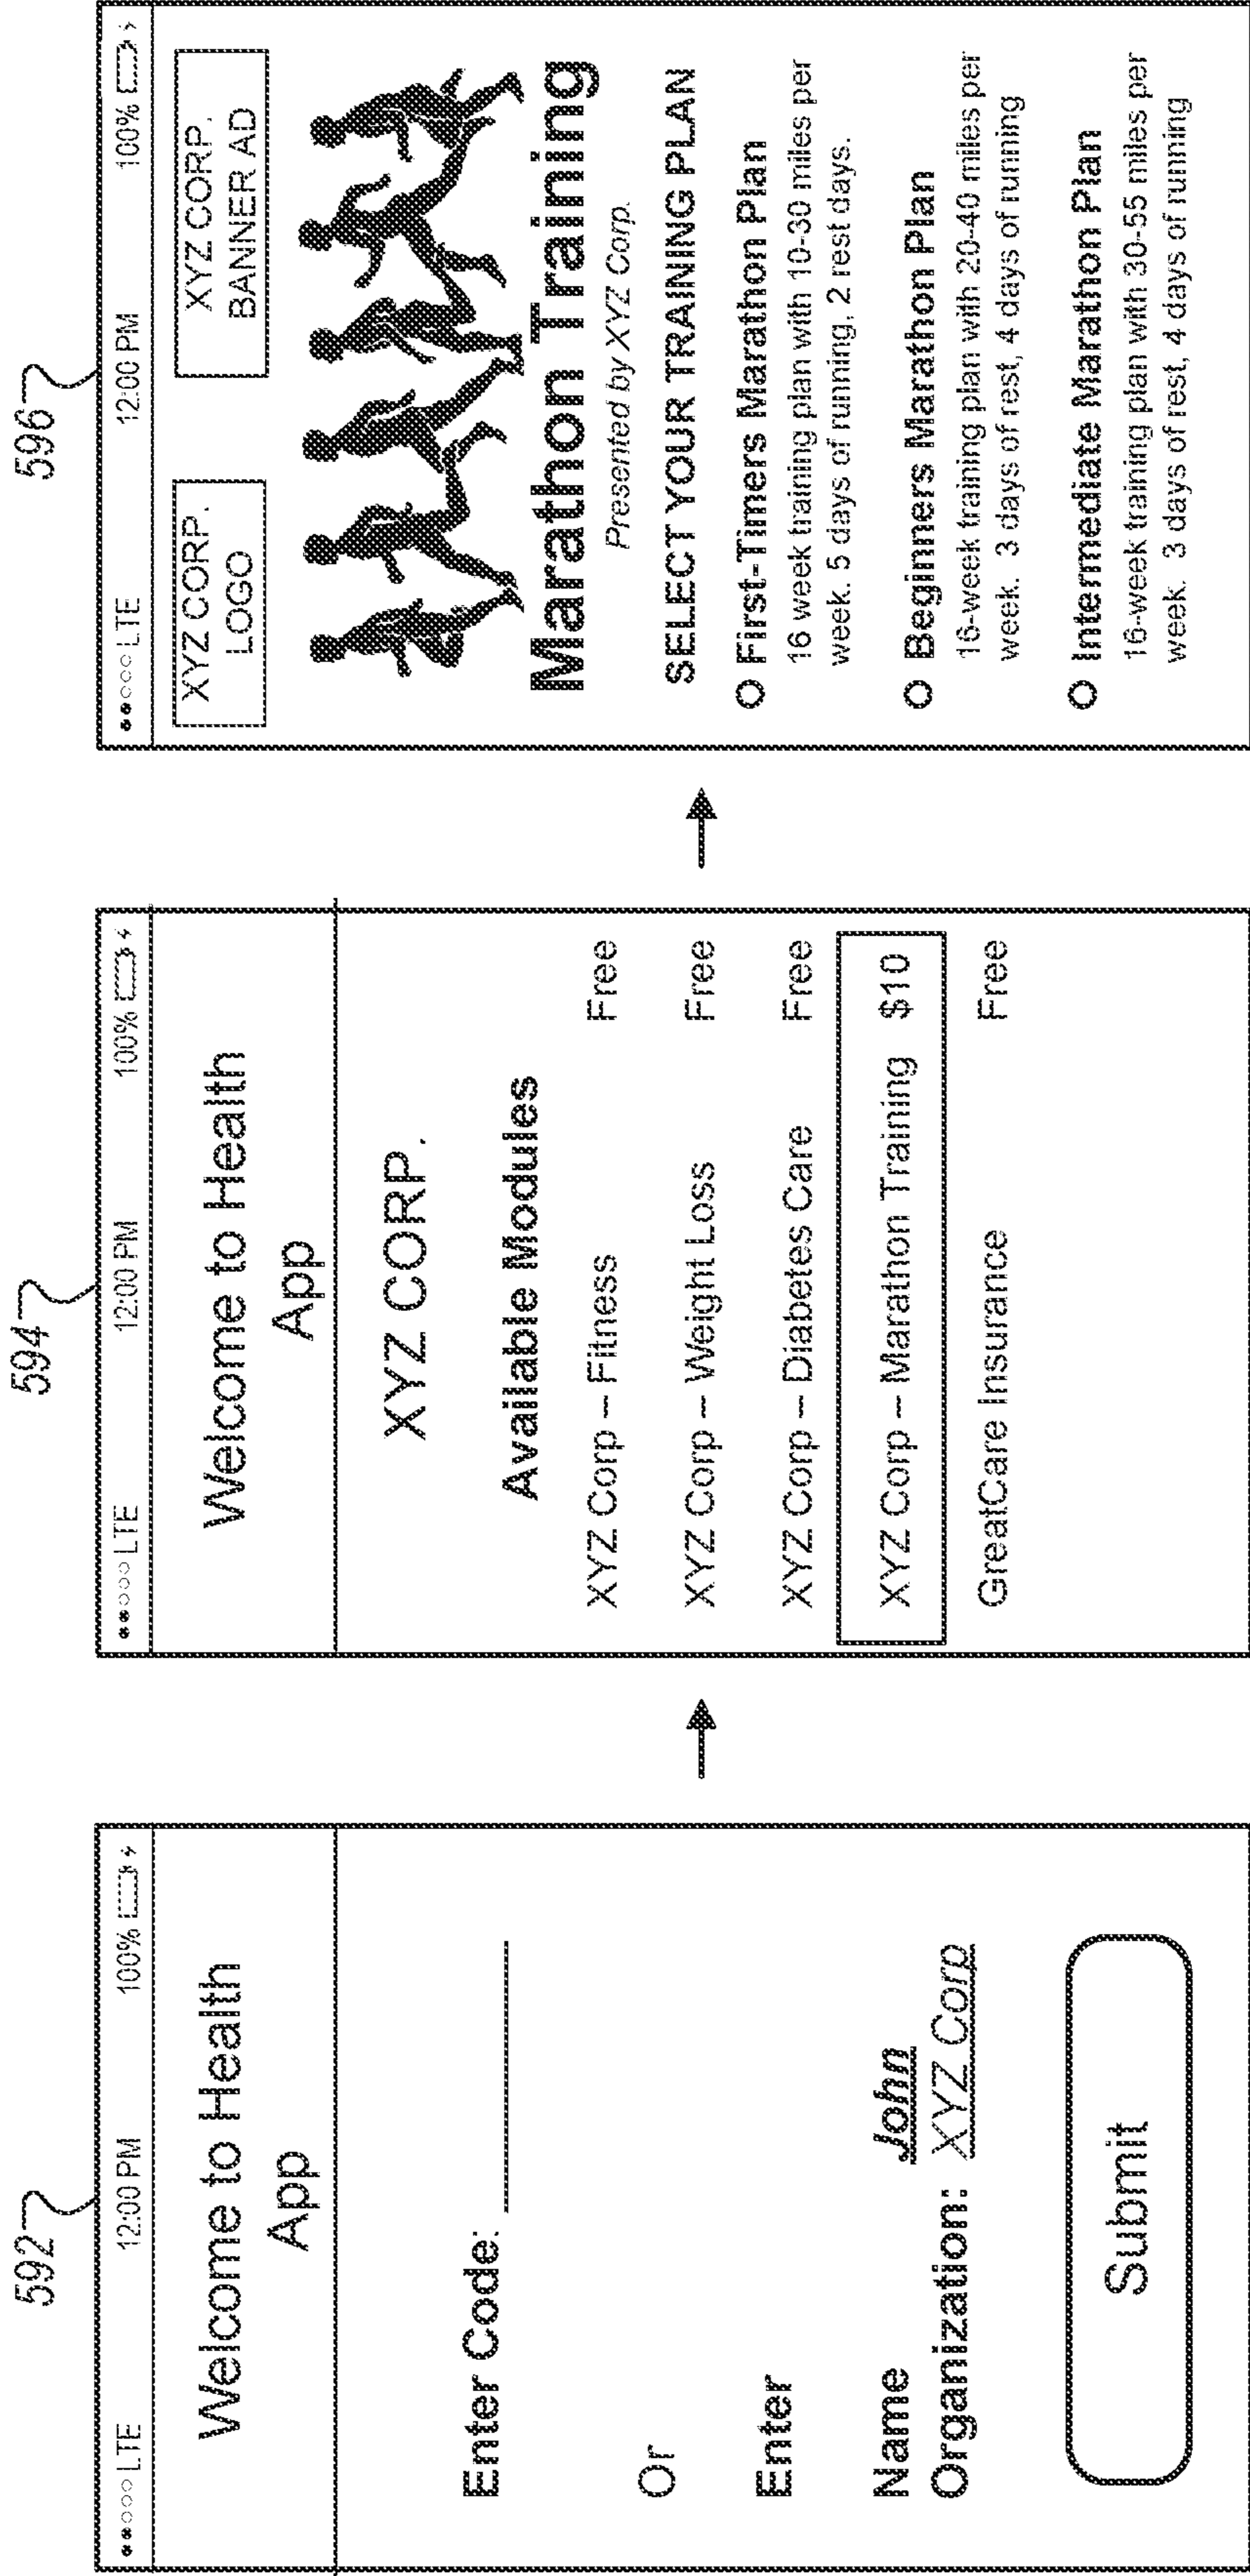 592
●●○○○ LTE 12:00 PM 100%
Welcome to Health
App
Enter Code:
Or
Enter
Name John
Organization: XYZ Corp
Submit
594
●●○○○ LTE 12:00 PM 100%
Welcome to Health
App
XYZ CORP.
Available Modules
XYZ Corp – Fitness Free
XYZ Corp – Weight Loss Free
XYZ Corp – Diabetes Care Free
XYZ Corp – Marathon Training $10
GreatCare Insurance Free
596
●●○○○ LTE 12:00 PM 100%
XYZ CORP.
LOGO
XYZ CORP.
BANNER AD
Marathon Training
Presented by XYZ Corp.
SELECT YOUR TRAINING PLAN
First-Timers Marathon Plan
16 week training plan with 10-30 miles per
week. 5 days of running, 2 rest days.
Beginners Marathon Plan
16-week training plan with 20-40 miles per
week. 3 days of rest, 4 days of running
Intermediate Marathon Plan
16-week training plan with 30-55 miles per
week. 3 days of rest, 4 days of running